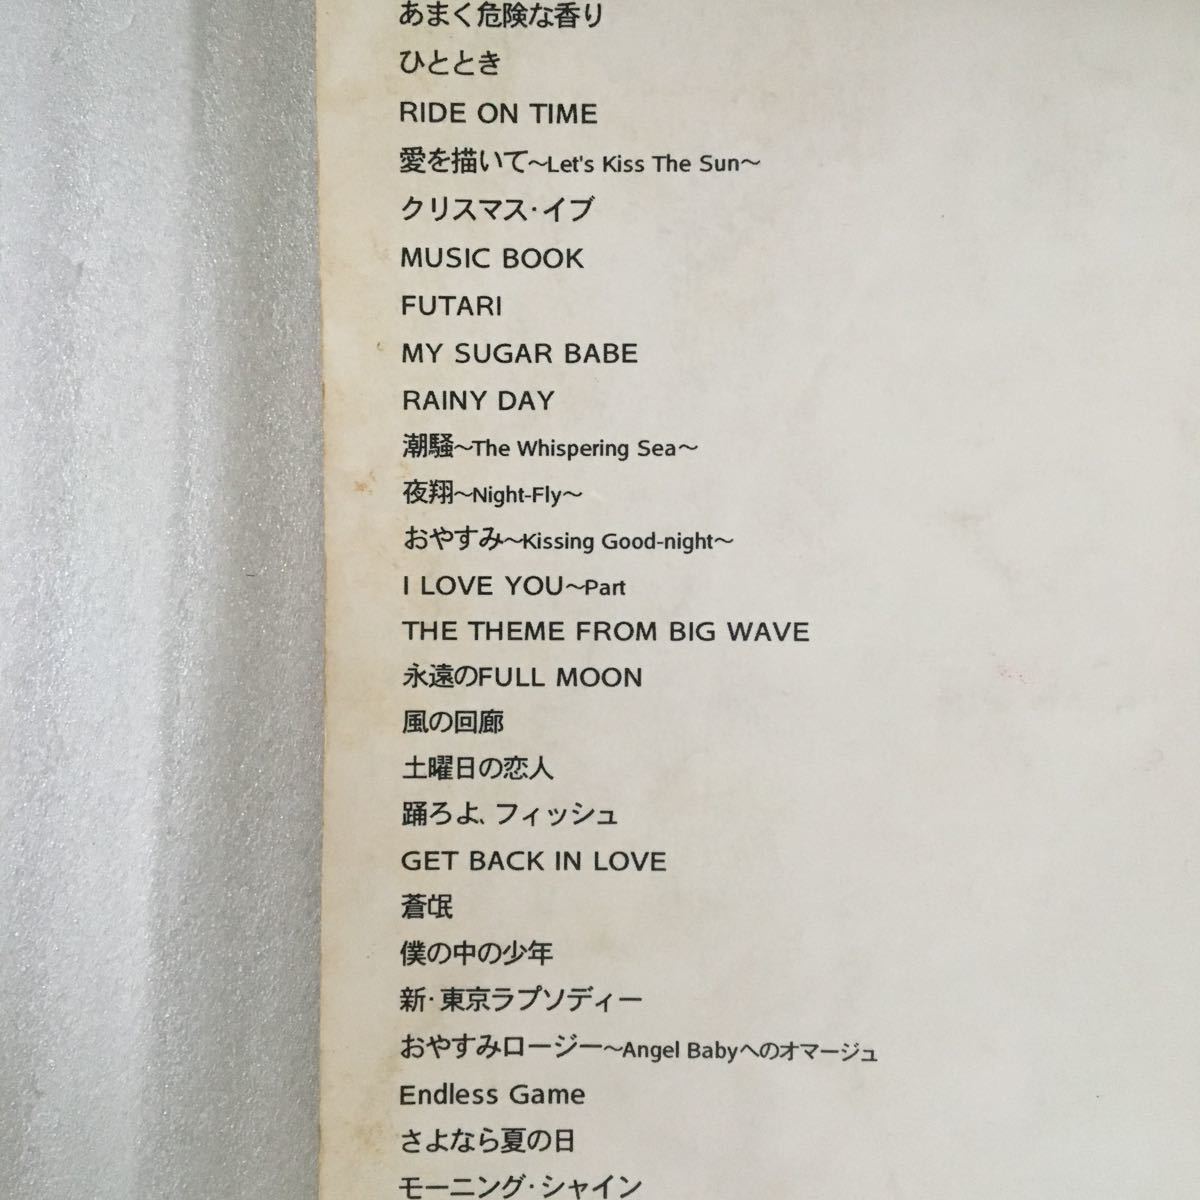 あまく危険な香り
ひととき
RIDE ON TIME
愛を描いて～Let's Kiss The Sun～
クリスマス・イブ
MUSIC BOOK
FUTARI
MY SUGAR BABE
RAINY DAY
潮騒～The Whispering Sea～
夜翔～Night-Fly～
おやすみ～Kissing Good-night～
I LOVE YOU～Part
THE THEME FROM BIG WAVE
永遠のFULL MOON
風の回廊
土曜日の恋人
踊ろよ、フィッシュ
GET BACK IN LOVE
蒼氓
僕の中の少年
新・東京ラプソディー
おやすみロージー～Angel Babyへのオマージュ
Endless Game
さよなら夏の日
モーニング・シャイン